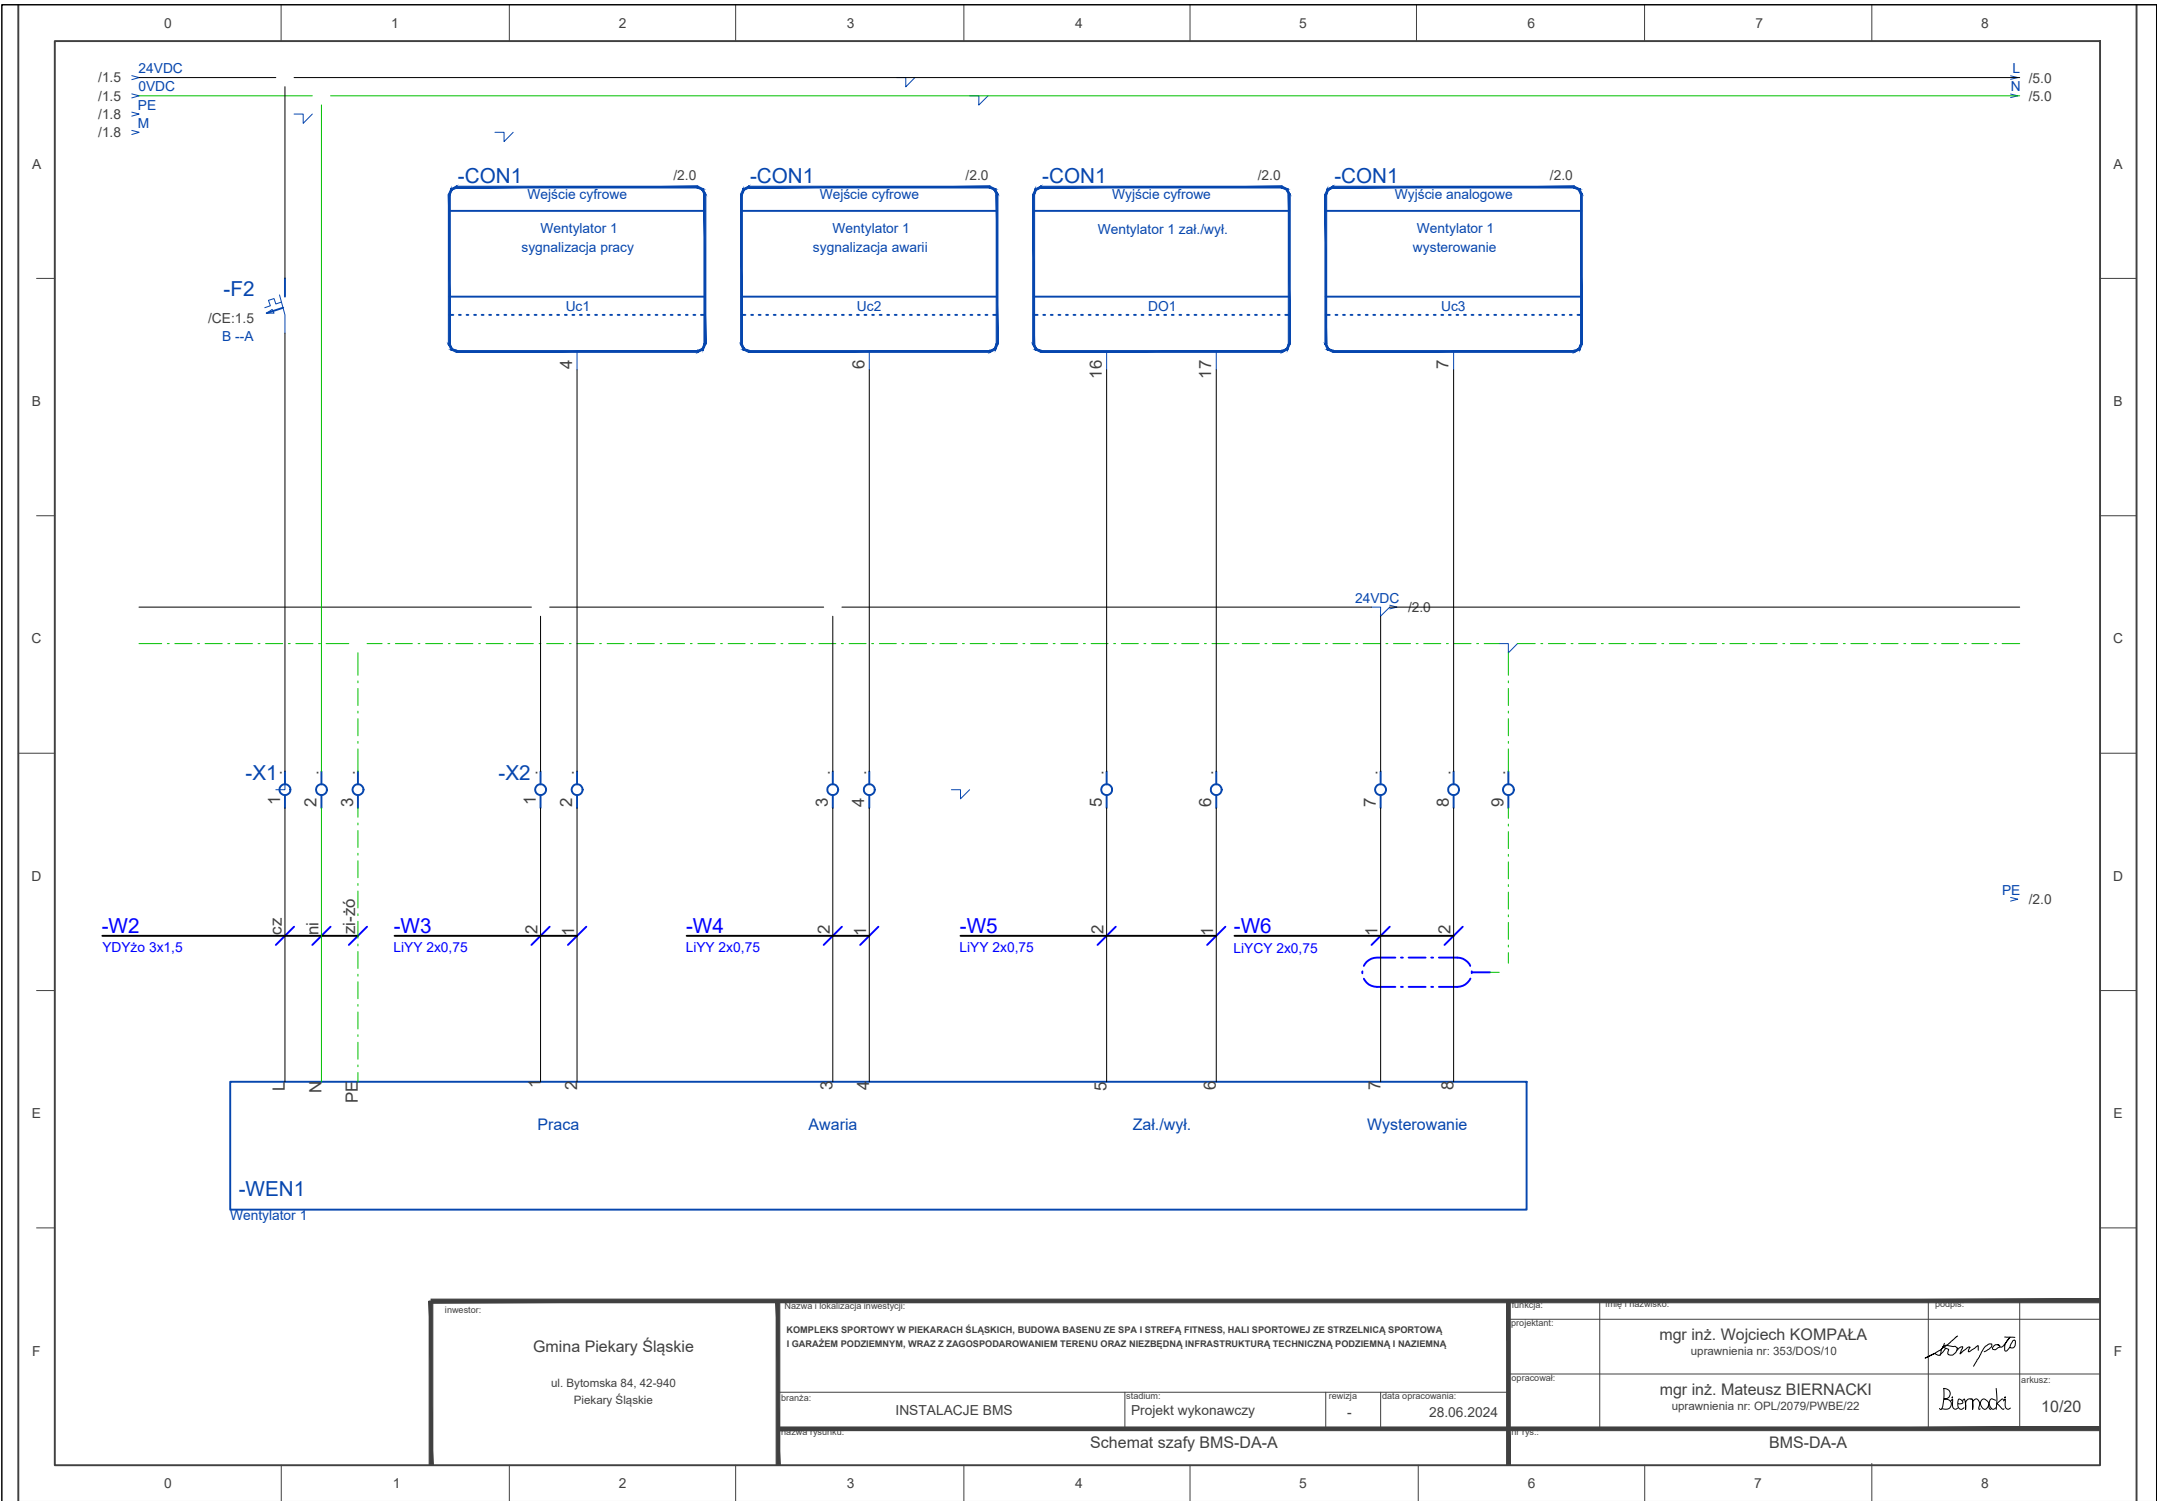 0 1 2 3 4 5 6 7 8
/1.5 24VDC
/1.5 0VDC
/1.8 PE
/1.8 M
L /5.0
N /5.0
A A
-CON1 /2.0
Wejście cyfrowe
Wentylator 1
sygnalizacja pracy
Uc1
4
-CON1 /2.0
Wejście cyfrowe
Wentylator 1
sygnalizacja awarii
Uc2
6
-CON1 /2.0
Wyjście cyfrowe
Wentylator 1 zał./wył.
DO1
16 17
-CON1 /2.0
Wyjście analogowe
Wentylator 1
wysterowanie
Uc3
7
-F2
/CE:1.5
B --A
B B
24VDC /2.0
C C
-X1 1 2 3
-X2 1 2 3 4 5 6 7 8 9
D D
PE /2.0
-W2 cz ni zi-żó
YDYżo 3x1,5
-W3 2 1
LiYY 2x0,75
-W4 2 1
LiYY 2x0,75
-W5 2 1
LiYY 2x0,75
-W6 1 2
LiYCY 2x0,75
L N PE 1 2 3 4 5 6 7 8
E E
Praca Awaria Zał./wył. Wysterowanie
-WEN1
Wentylator 1
F F
inwestor:
Gmina Piekary Śląskie
ul. Bytomska 84, 42-940
Piekary Śląskie
Nazwa i lokalizacja inwestycji:
KOMPLEKS SPORTOWY W PIEKARACH ŚLĄSKICH, BUDOWA BASENU ZE SPA I STREFĄ FITNESS, HALI SPORTOWEJ ZE STRZELNICĄ SPORTOWĄ
I GARAŻEM PODZIEMNYM, WRAZ Z ZAGOSPODAROWANIEM TERENU ORAZ NIEZBĘDNĄ INFRASTRUKTURĄ TECHNICZNĄ PODZIEMNĄ I NAZIEMNĄ
branża:
INSTALACJE BMS
stadium:
Projekt wykonawczy
rewizja
-
data opracowania:
28.06.2024
nazwa rysunku:
Schemat szafy BMS-DA-A
funkcja: imię i nazwisko: podpis:
projektant:
mgr inż. Wojciech KOMPAŁA
uprawnienia nr: 353/DOS/10
Kompała
opracował:
mgr inż. Mateusz BIERNACKI
uprawnienia nr: OPL/2079/PWBE/22
Biernacki
arkusz:
10/20
nr rys.:
BMS-DA-A
0 1 2 3 4 5 6 7 8